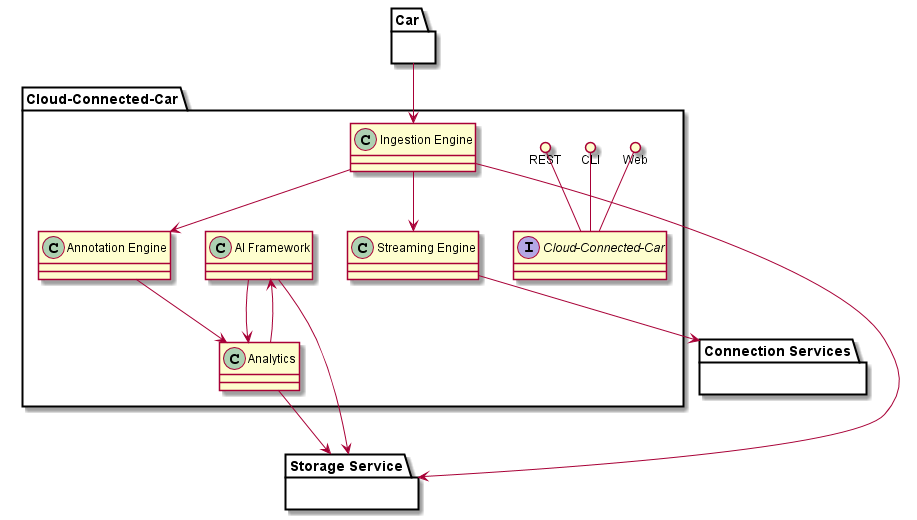 Car
Cloud-Connected-Car
C Ingestion Engine
REST
CLI
Web
C Annotation Engine
C AI Framework
C Streaming Engine
I Cloud-Connected-Car
C Analytics
Connection Services
Storage Service